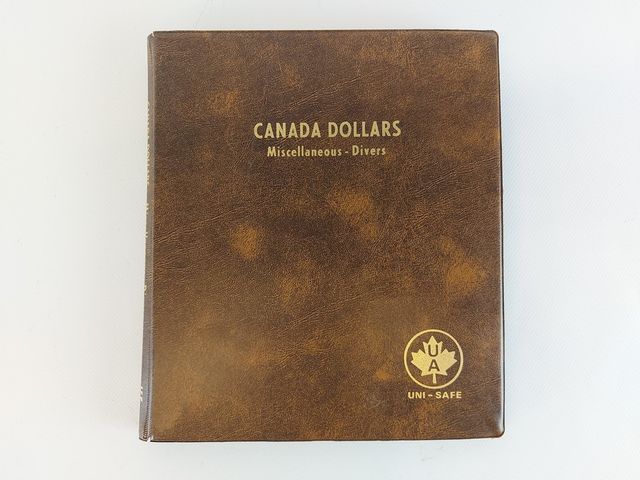 CANADA DOLLARS
Miscellaneous - Divers
U
A
UNI-SAFE